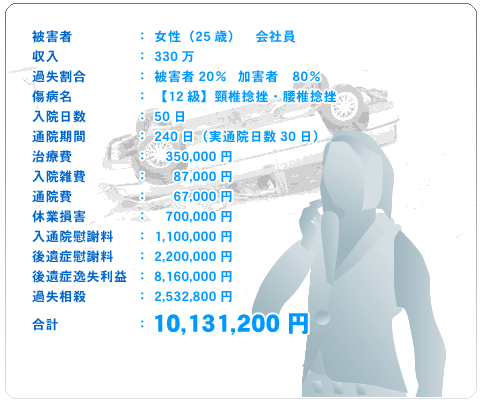 被害者 : 女性（25歳） 会社員
収入 : 330万
過失割合 : 被害者20% 加害者 80%
傷病名 : 【12級】頸椎捻挫・腰椎捻挫
入院日数 : 50日
通院期間 : 240日（実通院日数30日）
治療費 : 350,000円
入院雑費 : 87,000円
通院費 : 67,000円
休業損害 : 700,000円
入通院慰謝料 : 1,100,000円
後遺症慰謝料 : 2,200,000円
後遺症逸失利益 : 8,160,000円
過失相殺 : 2,532,800円
合計 : 10,131,200円